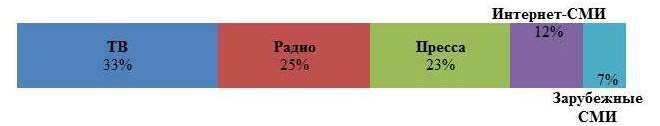 Интернет-СМИ
ТВ
33%
Радио
25%
Пресса
23%
12%
7%
Зарубежные
СМИ